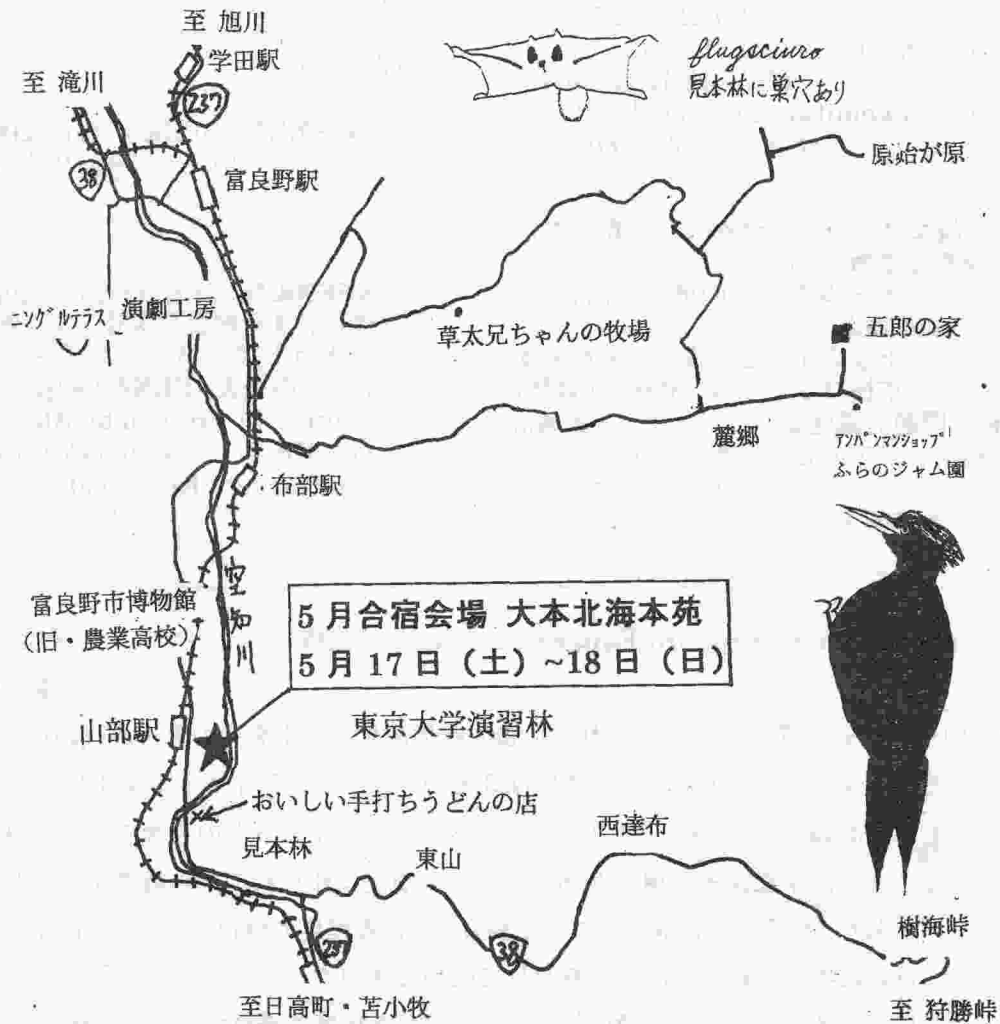 至 旭川
学田駅
至 滝川
237
38
富良野駅
flugsciuro
見本林に巣穴あり
原始が原
ニングルテラス
演劇工房
草太兄ちゃんの牧場
五郎の家
麓郷
アンパンマンショップ
ふらのジャム園
布部駅
空知川
富良野市博物館
(旧・農業高校)
5月合宿会場 大本北海本苑
5月17日(土)~18日(日)
山部駅
東京大学演習林
おいしい手打ちうどんの店
見本林
東山
西達布
樹海峠
237
38
至日高町・苫小牧
至 狩勝峠